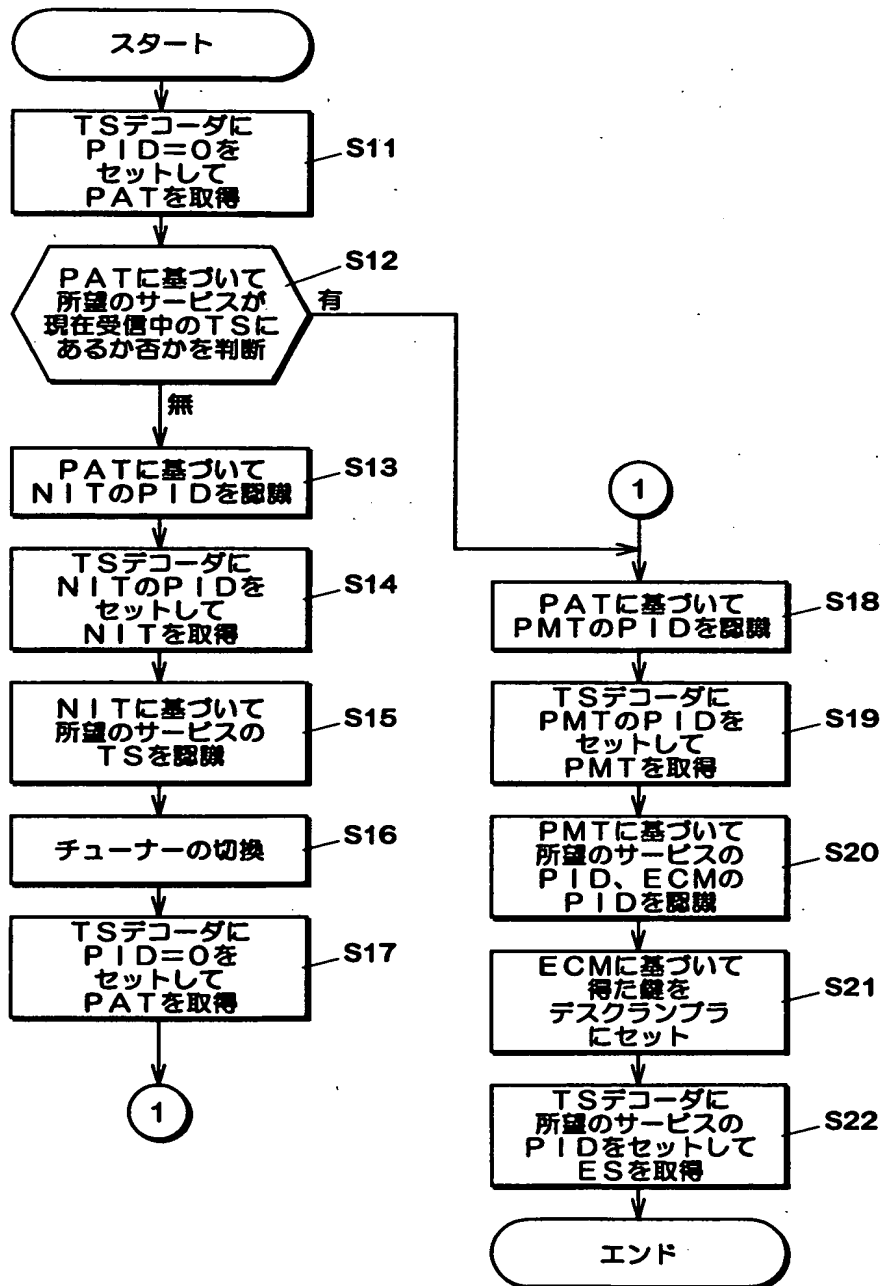 スタート
TSデコーダに
PID=0を
セットして
PATを取得
S11
PATに基づいて
所望のサービスが
現在受信中のTSに
あるか否かを判断
S12
有
無
PATに基づいて
NITのPIDを認識
S13
TSデコーダに
NITのPIDを
セットして
NITを取得
S14
NITに基づいて
所望のサービスの
TSを認識
S15
チューナーの切換
S16
TSデコーダに
PID=0を
セットして
PATを取得
S17
1
1
PATに基づいて
PMTのPIDを認識
S18
TSデコーダに
PMTのPIDを
セットして
PMTを取得
S19
PMTに基づいて
所望のサービスの
PID、ECMの
PIDを認識
S20
ECMに基づいて
得た鍵を
デスクランブラ
にセット
S21
TSデコーダに
所望のサービスの
PIDをセットして
ESを取得
S22
エンド